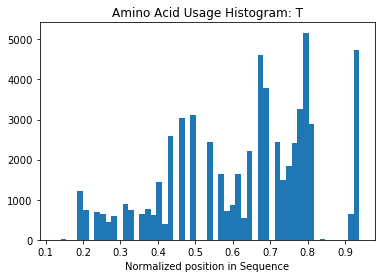 Amino Acid Usage Histogram: T
5000
4000
3000
2000
1000
0
0.1 0.2 0.3 0.4 0.5 0.6 0.7 0.8 0.9
Normalized position in Sequence